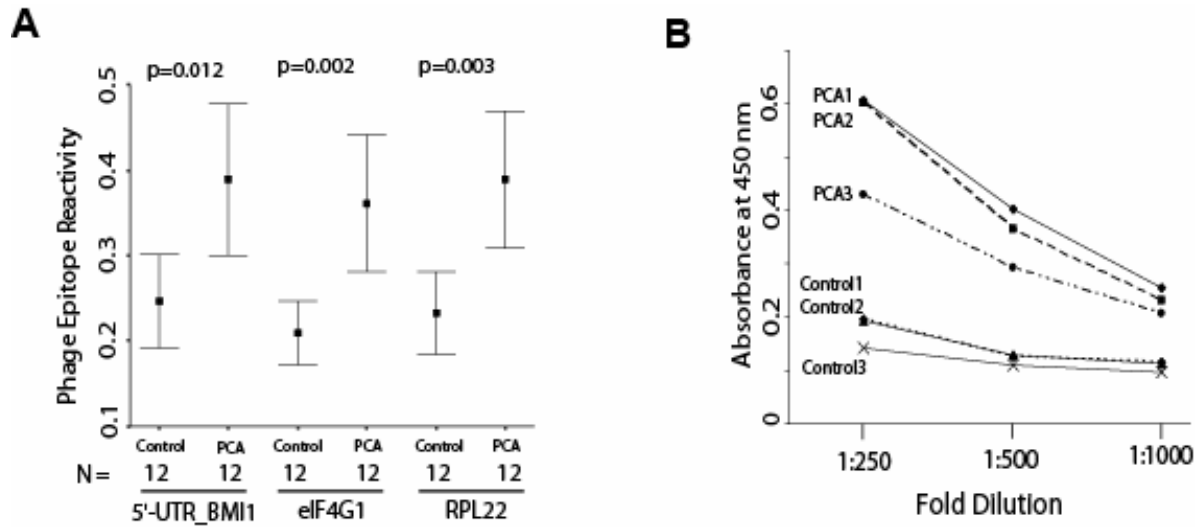 A
p=0.012 p=0.002 p=0.003
Phage Epitope Reactivity
0.5
0.4
0.3
0.2
0.1
Control PCA Control PCA Control PCA
N= 12 12 12 12 12 12
5'-UTR_BMI1 eIF4G1 RPL22
B
Absorbance at 450 nm
0.6
0.4
0.2
0
PCA1
PCA2
PCA3
Control1
Control2
Control3
1:250 1:500 1:1000
Fold Dilution